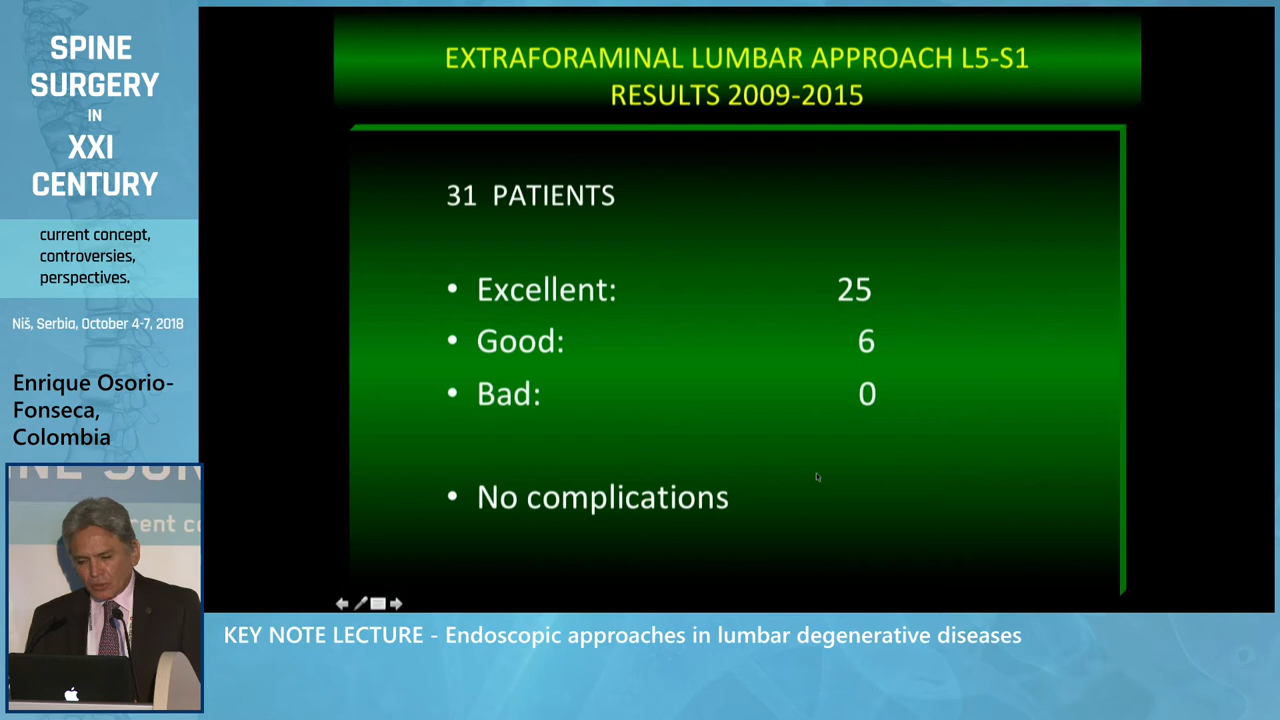 SPINE
SURGERY
IN
XXI
CENTURY
current concept,
controversies,
perspectives.
Niš, Serbia, October 4-7, 2018
Enrique Osorio-
Fonseca,
Colombia
EXTRAFORAMINAL LUMBAR APPROACH L5-S1
RESULTS 2009-2015
31 PATIENTS
• Excellent: 25
• Good: 6
• Bad: 0
• No complications
KEY NOTE LECTURE - Endoscopic approaches in lumbar degenerative diseases